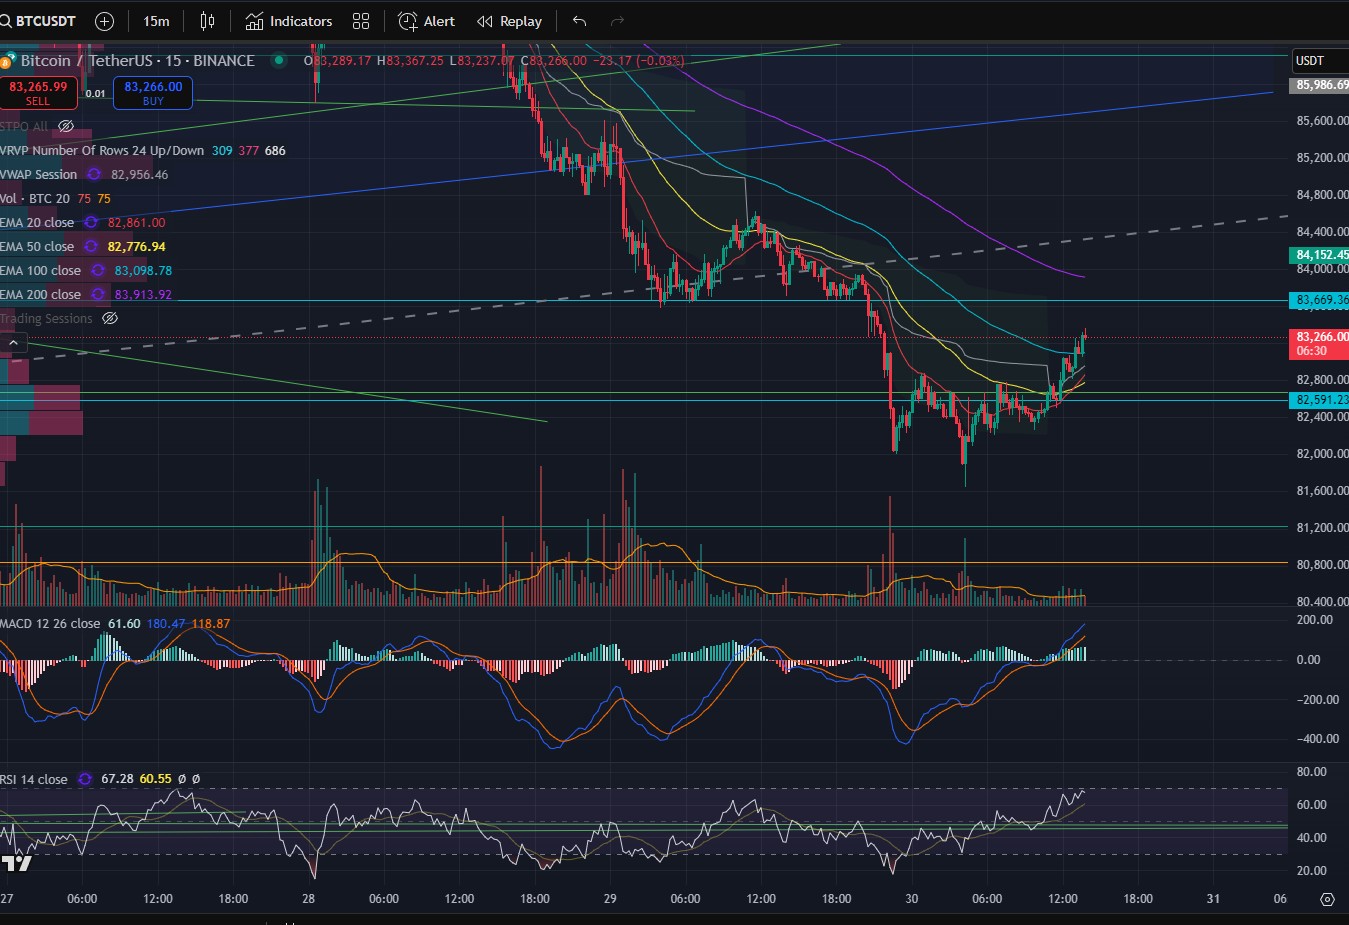 BTCUSDT 15m Indicators Alert Replay
Bitcoin / TetherUS · 15 · BINANCE O83,289.17 H83,367.25 L83,237.07 C83,266.00 −23.17 (−0.03%)
USDT
83,265.99
SELL
0.01
83,266.00
BUY
STPO All
VRVP Number Of Rows 24 Up/Down 309 377 686
VWAP Session 82,956.46
Vol · BTC 20 75 75
EMA 20 close 82,861.00
EMA 50 close 82,776.94
EMA 100 close 83,098.78
EMA 200 close 83,913.92
Trading Sessions
85,986.69
85,600.00
85,200.00
84,800.00
84,400.00
84,152.45
84,000.00
83,669.36
83,266.00
06:30
82,800.00
82,591.23
82,400.00
82,000.00
81,600.00
81,200.00
80,800.00
80,400.00
MACD 12 26 close 61.60 180.47 118.87
200.00
0.00
−200.00
−400.00
RSI 14 close 67.28 60.55 Ø Ø
80.00
60.00
40.00
20.00
27 06:00 12:00 18:00 28 06:00 12:00 18:00 29 06:00 12:00 18:00 30 06:00 12:00 18:00 31 06